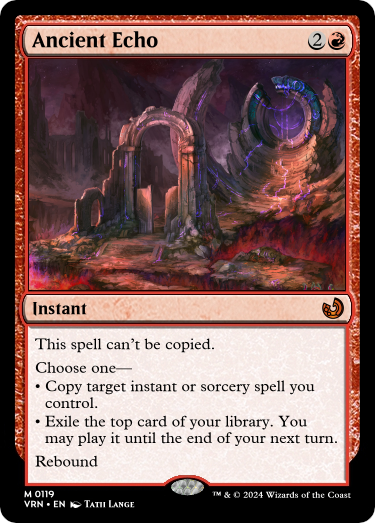 Ancient Echo 2
Instant
This spell can't be copied.
Choose one—
• Copy target instant or sorcery spell you
control.
• Exile the top card of your library. You
may play it until the end of your next turn.
Rebound
M 0119
VRN • EN Tatii Lange
™ & © 2024 Wizards of the Coast